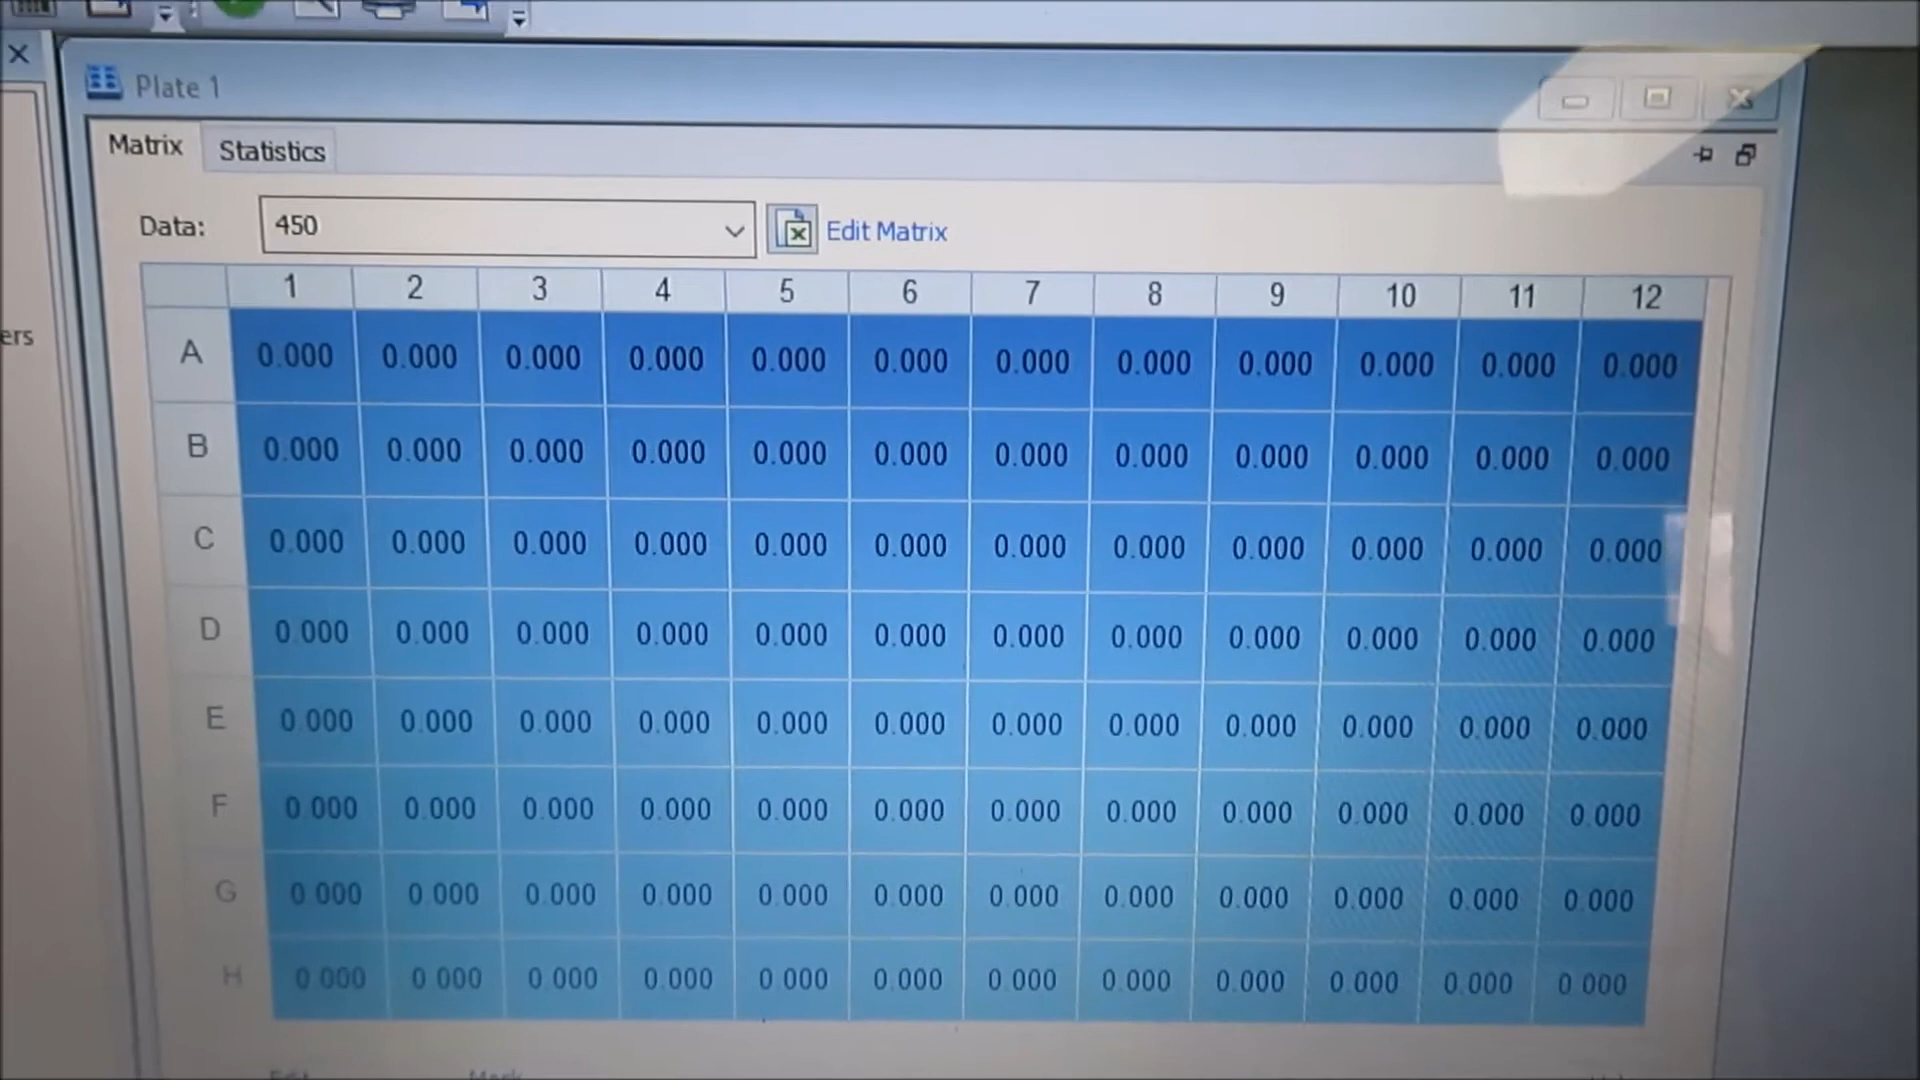 Plate 1
Matrix Statistics
ers
Data: 450 Edit Matrix
1 2 3 4 5 6 7 8 9 10 11 12
A 0.000 0.000 0.000 0.000 0.000 0.000 0.000 0.000 0.000 0.000 0.000 0.000
B 0.000 0.000 0.000 0.000 0.000 0.000 0.000 0.000 0.000 0.000 0.000 0.000
C 0.000 0.000 0.000 0.000 0.000 0.000 0.000 0.000 0.000 0.000 0.000 0.000
D 0.000 0.000 0.000 0.000 0.000 0.000 0.000 0.000 0.000 0.000 0.000 0.000
E 0.000 0.000 0.000 0.000 0.000 0.000 0.000 0.000 0.000 0.000 0.000 0.000
F 0.000 0.000 0.000 0.000 0.000 0.000 0.000 0.000 0.000 0.000 0.000 0.000
G 0.000 0.000 0.000 0.000 0.000 0.000 0.000 0.000 0.000 0.000 0.000 0.000
H 0.000 0.000 0.000 0.000 0.000 0.000 0.000 0.000 0.000 0.000 0.000 0.000